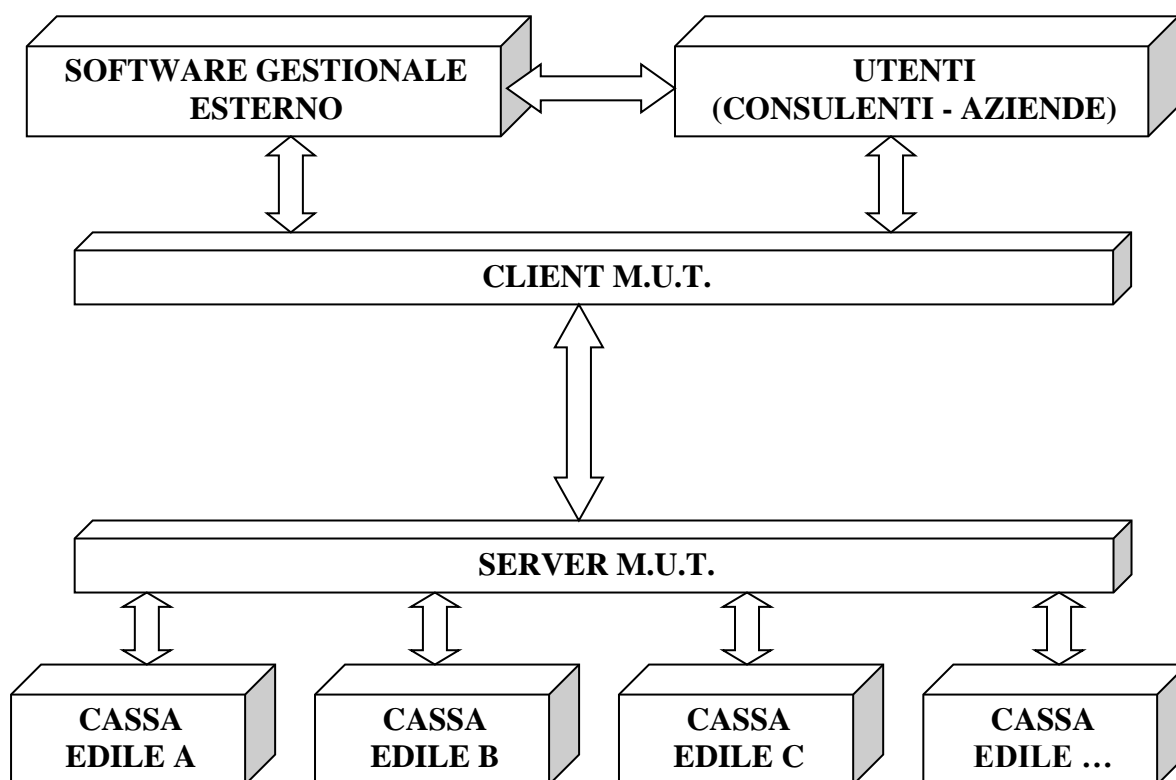 SOFTWARE GESTIONALE
ESTERNO
UTENTI
(CONSULENTI - AZIENDE)
CLIENT M.U.T.
SERVER M.U.T.
CASSA
EDILE A
CASSA
EDILE B
CASSA
EDILE C
CASSA
EDILE …